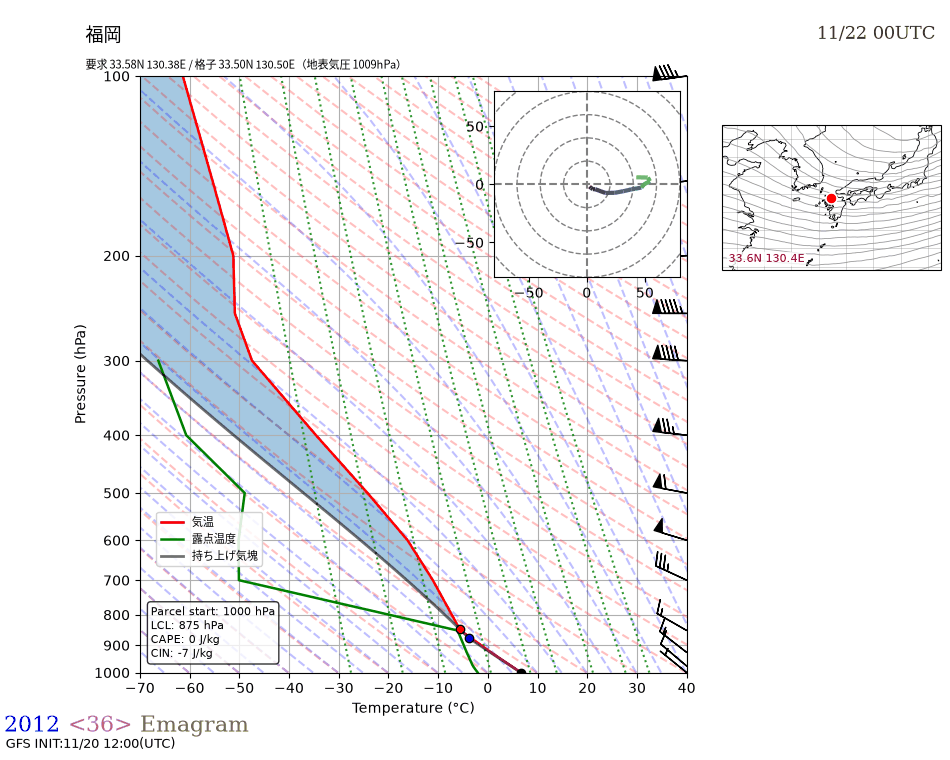 福岡
11/22 00UTC
要求 33.58N 130.38E / 格子 33.50N 130.50E（地表気圧 1009hPa）
100
200
300
400
500
600
700
800
900
1000
Pressure (hPa)
50
0
−50
−50 0 50
33.6N 130.4E
気温
露点温度
持ち上げ気塊
Parcel start: 1000 hPa
LCL: 875 hPa
CAPE: 0 J/kg
CIN: -7 J/kg
−70 −60 −50 −40 −30 −20 −10 0 10 20 30 40
Temperature (°C)
2012 <36> Emagram
GFS INIT:11/20 12:00(UTC)